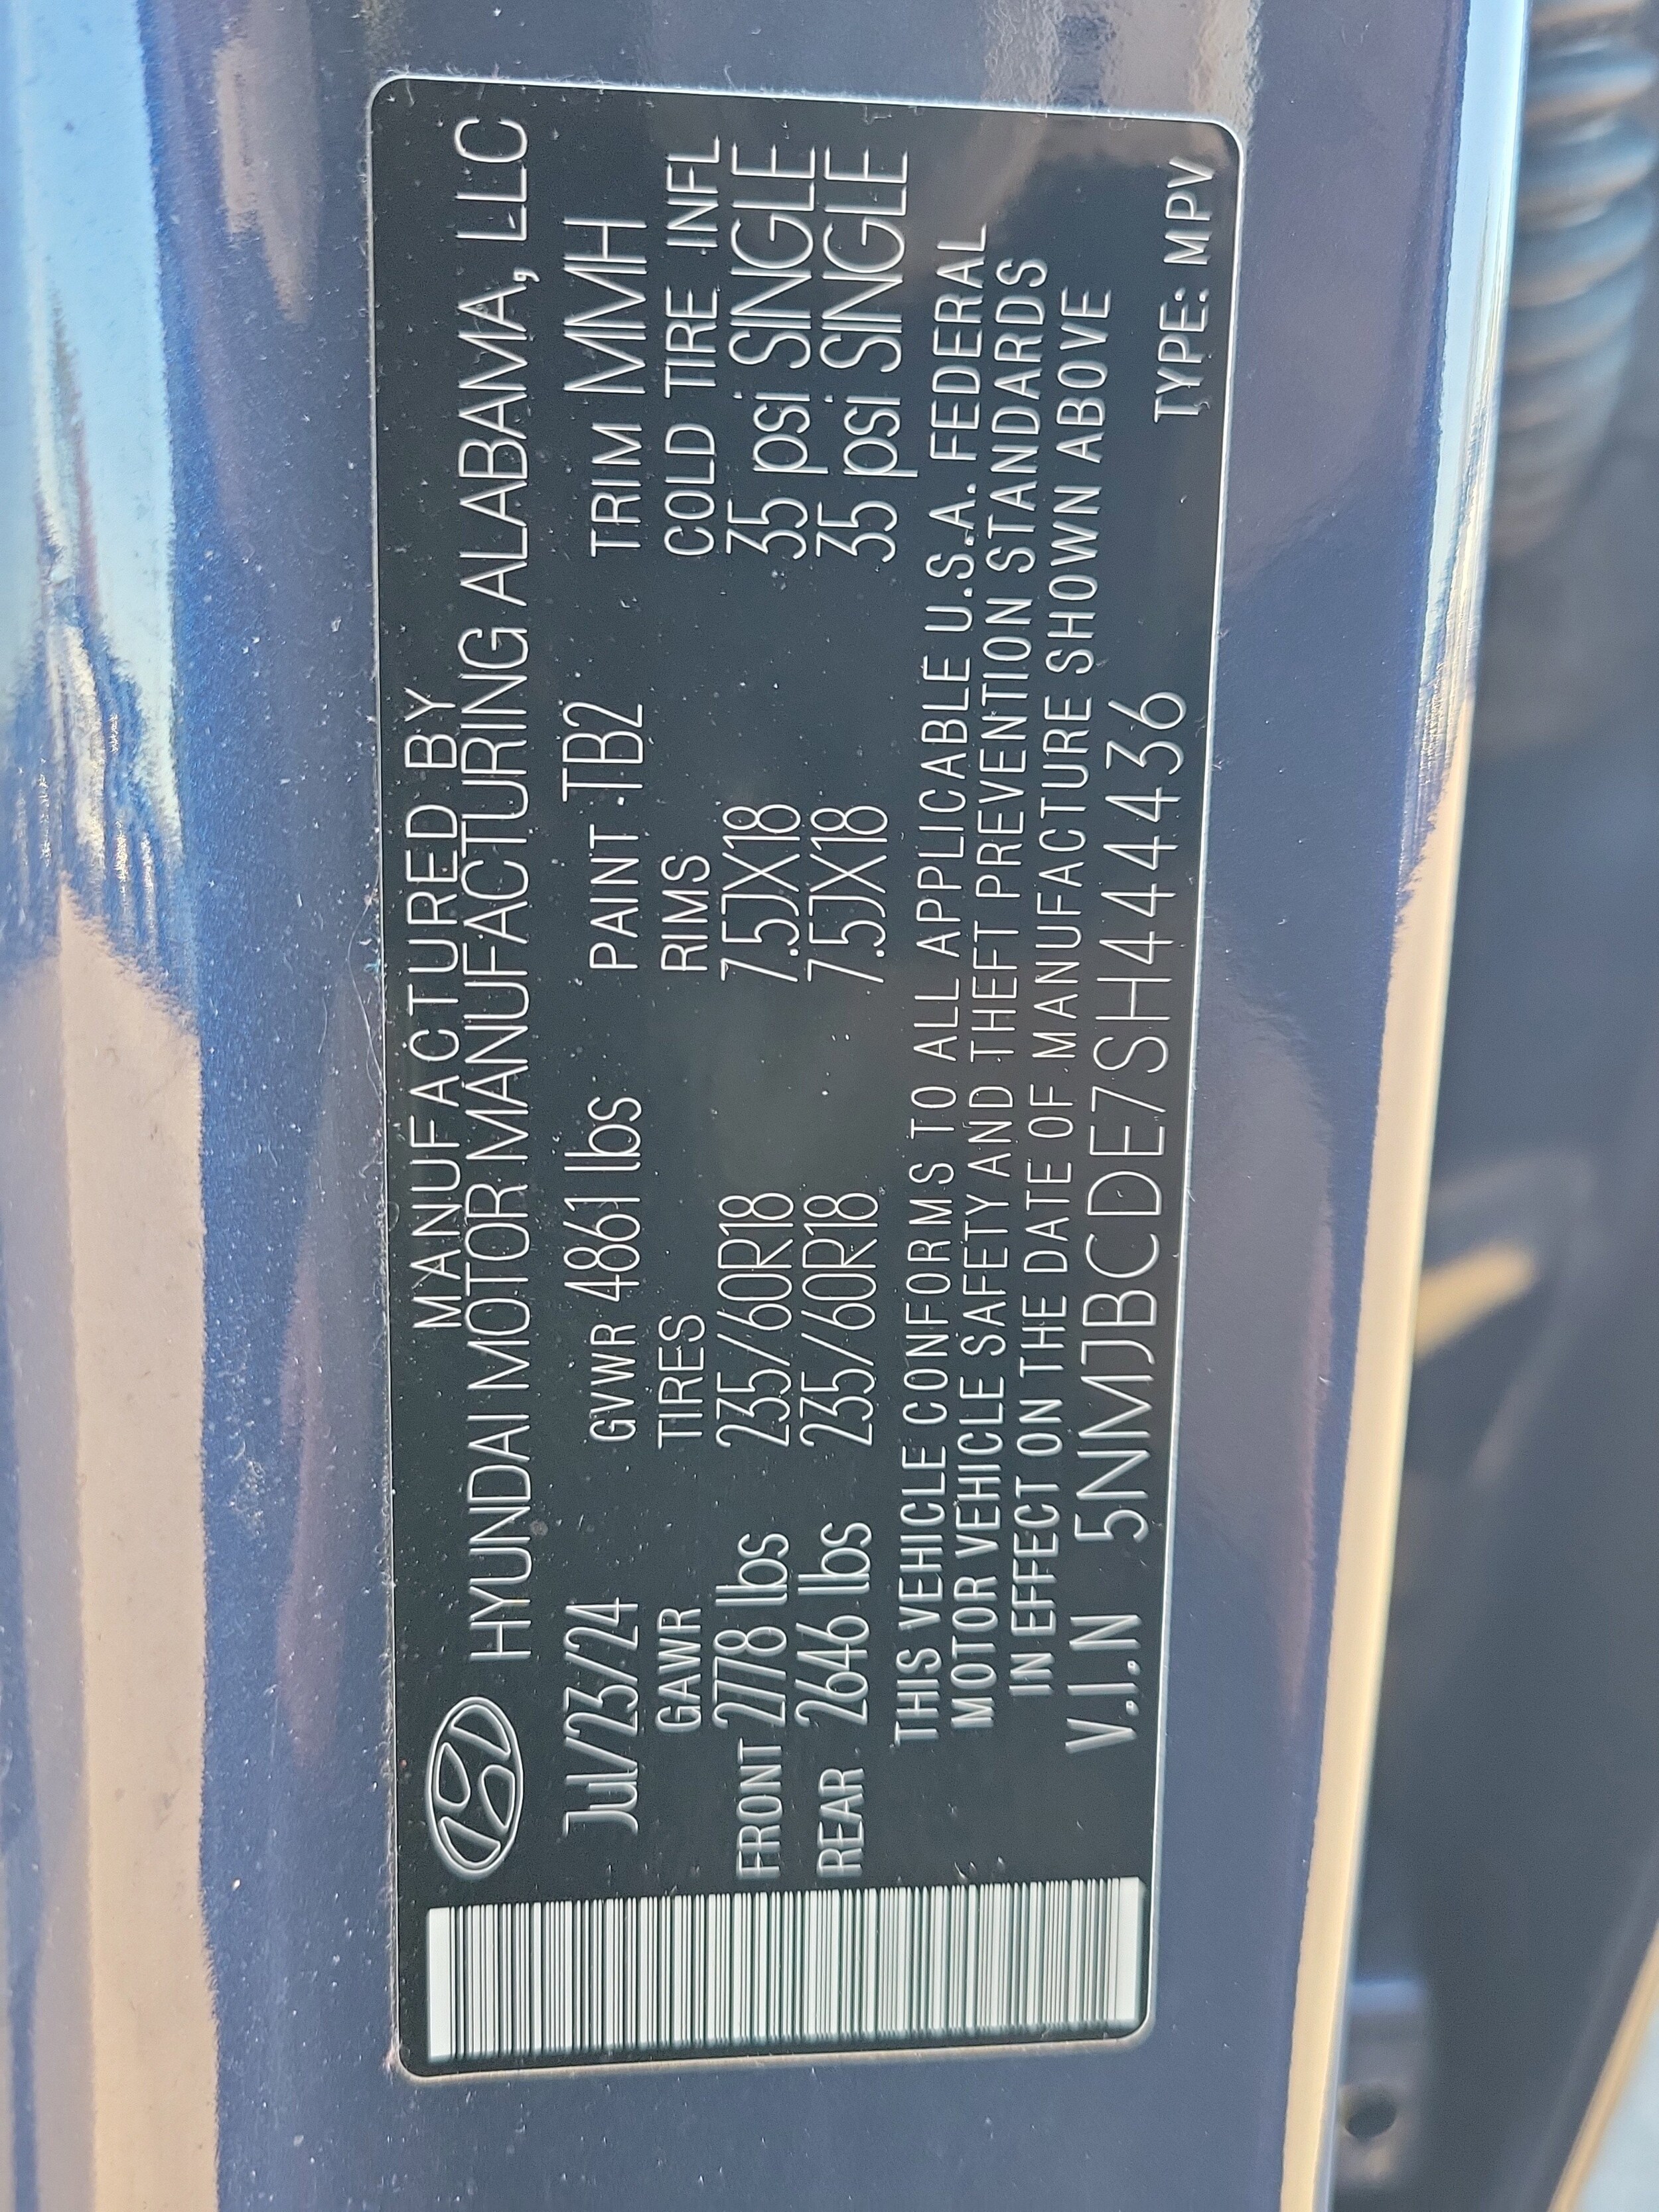 MANUFACTURED BY
HYUNDAI MOTOR MANUFACTURING ALABAMA, LLC
Jul/23/24 GVWR 4861 lbs PAINT TB2 TRIM MMH
GAWR TIRES RIMS COLD TIRE INFL
FRONT 2778 lbs 235/60R18 7.5JX18 35 psi SINGLE
REAR 2646 lbs 235/60R18 7.5JX18 35 psi SINGLE
THIS VEHICLE CONFORMS TO ALL APPLICABLE U.S.A. FEDERAL
MOTOR VEHICLE SAFETY AND THEFT PREVENTION STANDARDS
IN EFFECT ON THE DATE OF MANUFACTURE SHOWN ABOVE
V.I.N 5NMJBCDE7SH444436 TYPE: MPV